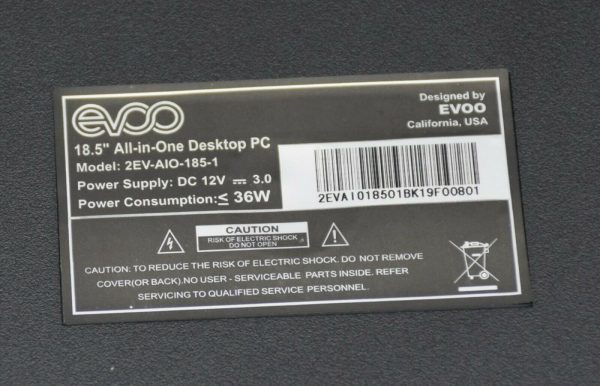 evoo
18.5" All-in-One Desktop PC
Model: 2EV-AIO-185-1
Power Supply: DC 12V ⎓ 3.0
Power Consumption:≤ 36W
Designed by
EVOO
California, USA
2EVAIO18501BK19F00801
CAUTION
RISK OF ELECTRIC SHOCK
DO NOT OPEN
CAUTION: TO REDUCE THE RISK OF ELECTRIC SHOCK. DO NOT REMOVE
COVER(OR BACK).NO USER - SERVICEABLE PARTS INSIDE. REFER
SERVICING TO QUALIFIED SERVICE PERSONNEL.